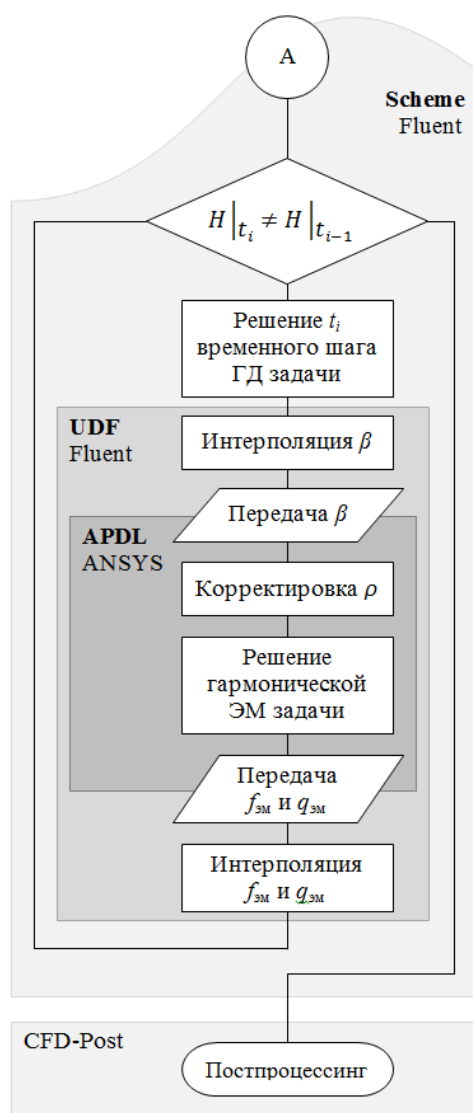 A
Scheme
Fluent
H|tᵢ ≠ H|tᵢ₋₁
Решение tᵢ
временного шага
ГД задачи
UDF
Fluent
Интерполяция β
Передача β
APDL
ANSYS
Корректировка ρ
Решение
гармонической
ЭМ задачи
Передача
fэм и qэм
Интерполяция
fэм и qэм
CFD-Post
Постпроцессинг